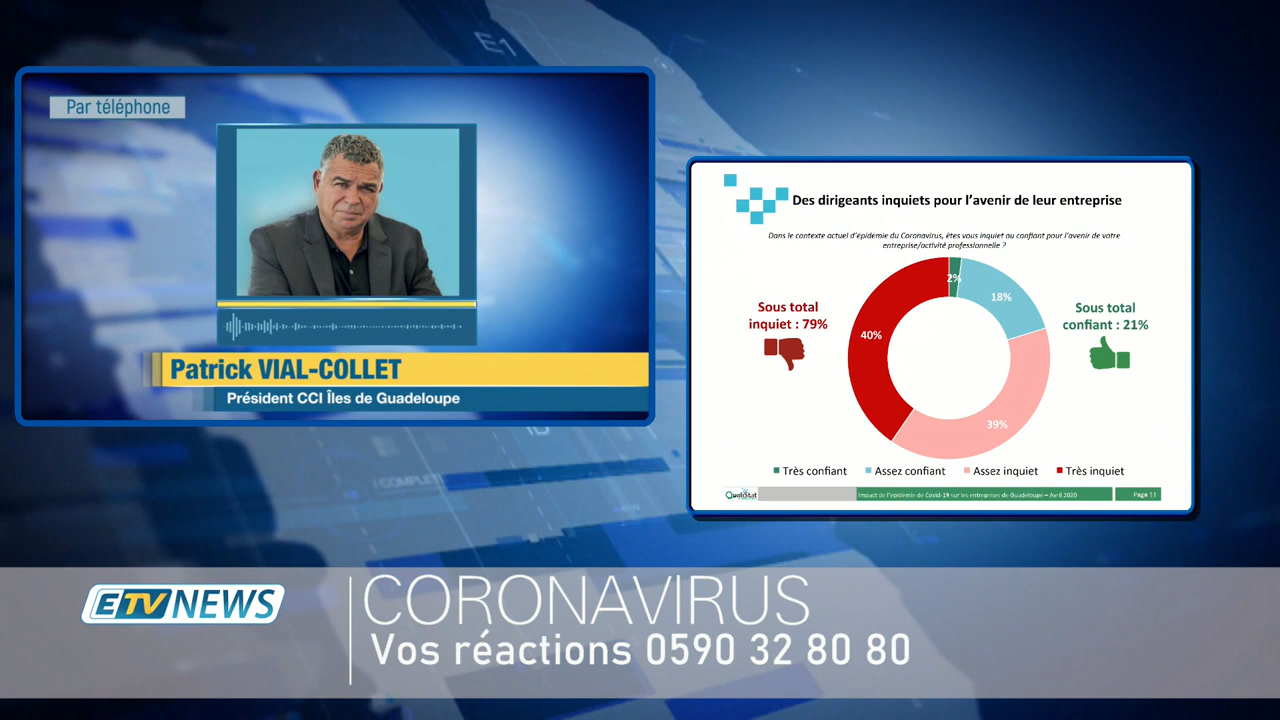 E1
Par téléphone
Patrick VIAL-COLLET
Président CCI Îles de Guadeloupe
Des dirigeants inquiets pour l'avenir de leur entreprise
Dans le contexte actuel d'épidémie du Coronavirus, êtes vous inquiet ou confiant pour l'avenir de votre
entreprise/activité professionnelle ?
2%
18%
Sous total
inquiet : 79%
Sous total
confiant : 21%
40%
39%
Très confiant
Assez confiant
Assez inquiet
Très inquiet
QualiStat
Impact de l'épidémie de Covid-19 sur les entreprises de Guadeloupe – Avril 2020
Page 11
ETV NEWS
CORONAVIRUS
Vos réactions 0590 32 80 80